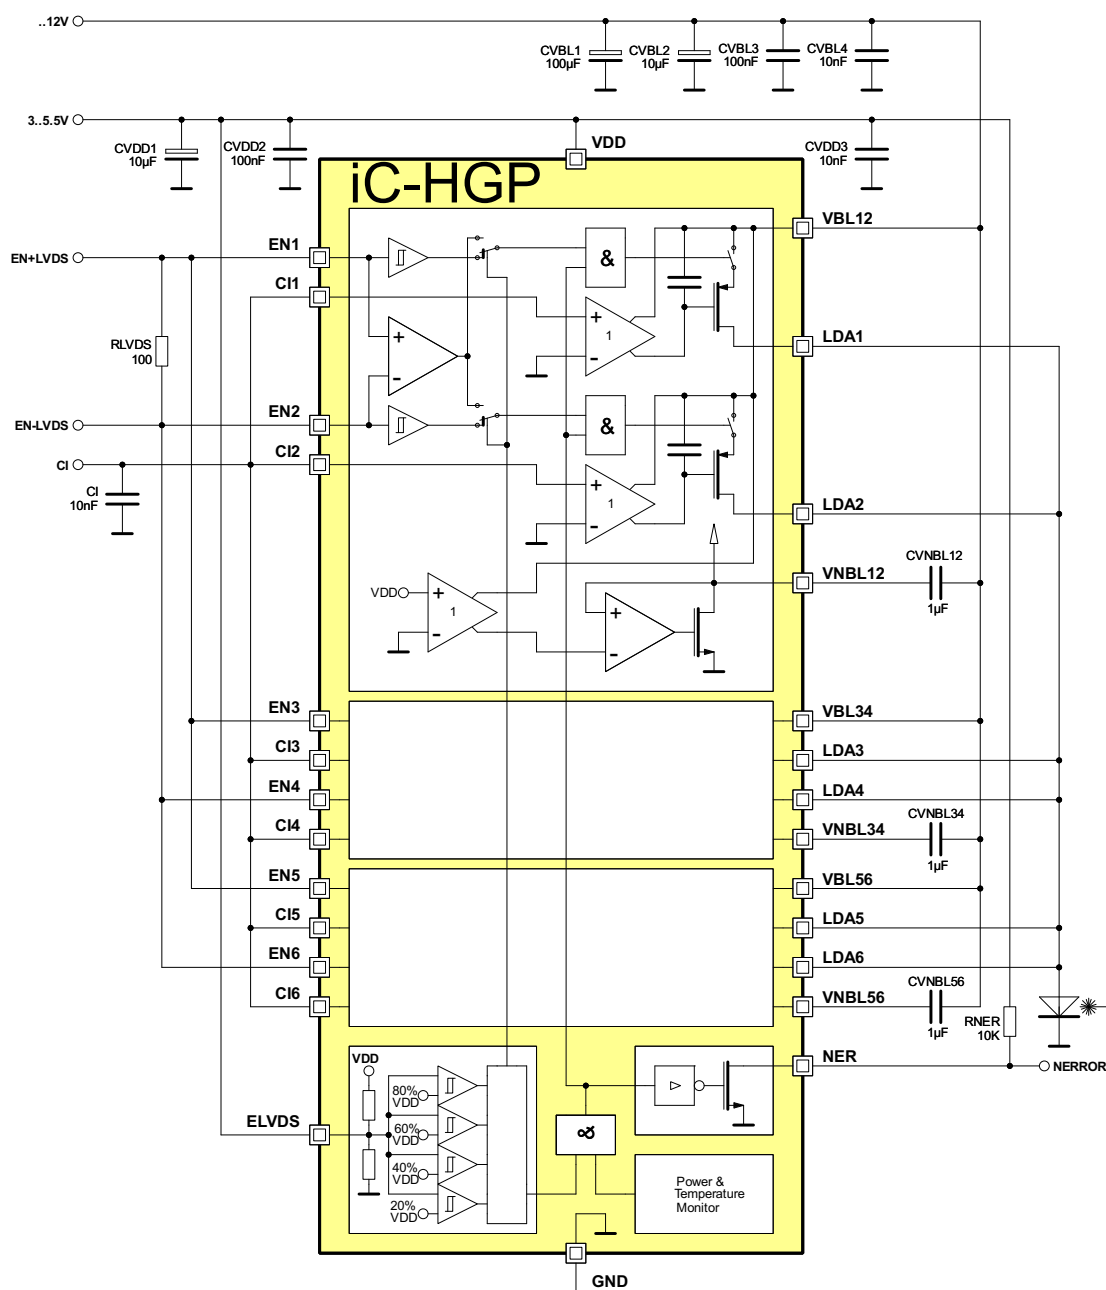 ..12V
CVBL1
100µF
CVBL2
10µF
CVBL3
100nF
CVBL4
10nF
3..5.5V
CVDD1
10µF
CVDD2
100nF
VDD
CVDD3
10nF
iC-HGP
VBL12
EN1
EN+LVDS
&
CI1
+
-
1
RLVDS
100
LDA1
+
-
EN2
EN-LVDS
&
CI2
CI
CI
10nF
+
-
1
LDA2
CVNBL12
1µF
VNBL12
VDD
+
-
1
+
-
EN3
VBL34
CI3
LDA3
EN4
LDA4
CI4
VNBL34
CVNBL34
1µF
EN5
VBL56
CI5
LDA5
EN6
LDA6
CI6
VNBL56
CVNBL56
1µF
RNER
10K
NER
NERROR
VDD
80%
VDD
60%
VDD
40%
VDD
20%
VDD
ELVDS
&
Power &
Temperature
Monitor
GND